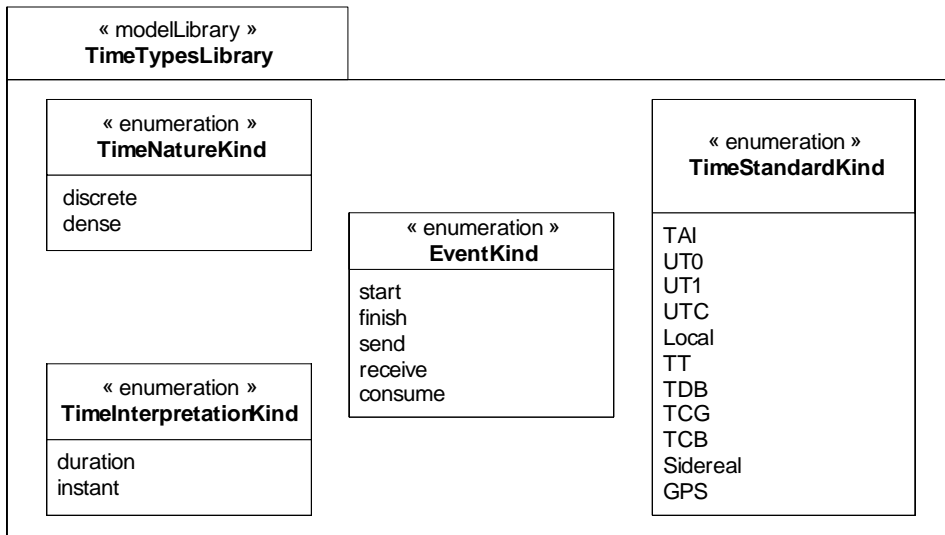 « modelLibrary »
TimeTypesLibrary
« enumeration »
TimeNatureKind
discrete
dense
« enumeration »
TimeInterpretationKind
duration
instant
« enumeration »
EventKind
start
finish
send
receive
consume
« enumeration »
TimeStandardKind
TAI
UT0
UT1
UTC
Local
TT
TDB
TCG
TCB
Sidereal
GPS